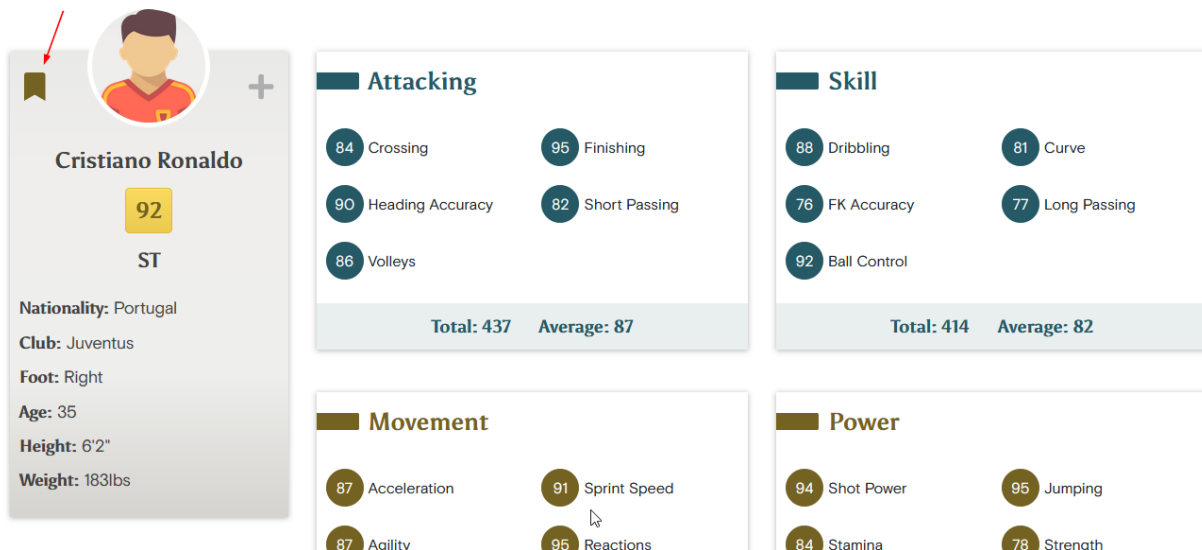 Cristiano Ronaldo
92
ST
Nationality: Portugal
Club: Juventus
Foot: Right
Age: 35
Height: 6'2"
Weight: 183lbs
Attacking
84 Crossing
95 Finishing
90 Heading Accuracy
82 Short Passing
86 Volleys
Total: 437 Average: 87
Skill
88 Dribbling
81 Curve
76 FK Accuracy
77 Long Passing
92 Ball Control
Total: 414 Average: 82
Movement
87 Acceleration
91 Sprint Speed
87 Agility
95 Reactions
Power
94 Shot Power
95 Jumping
84 Stamina
78 Strength